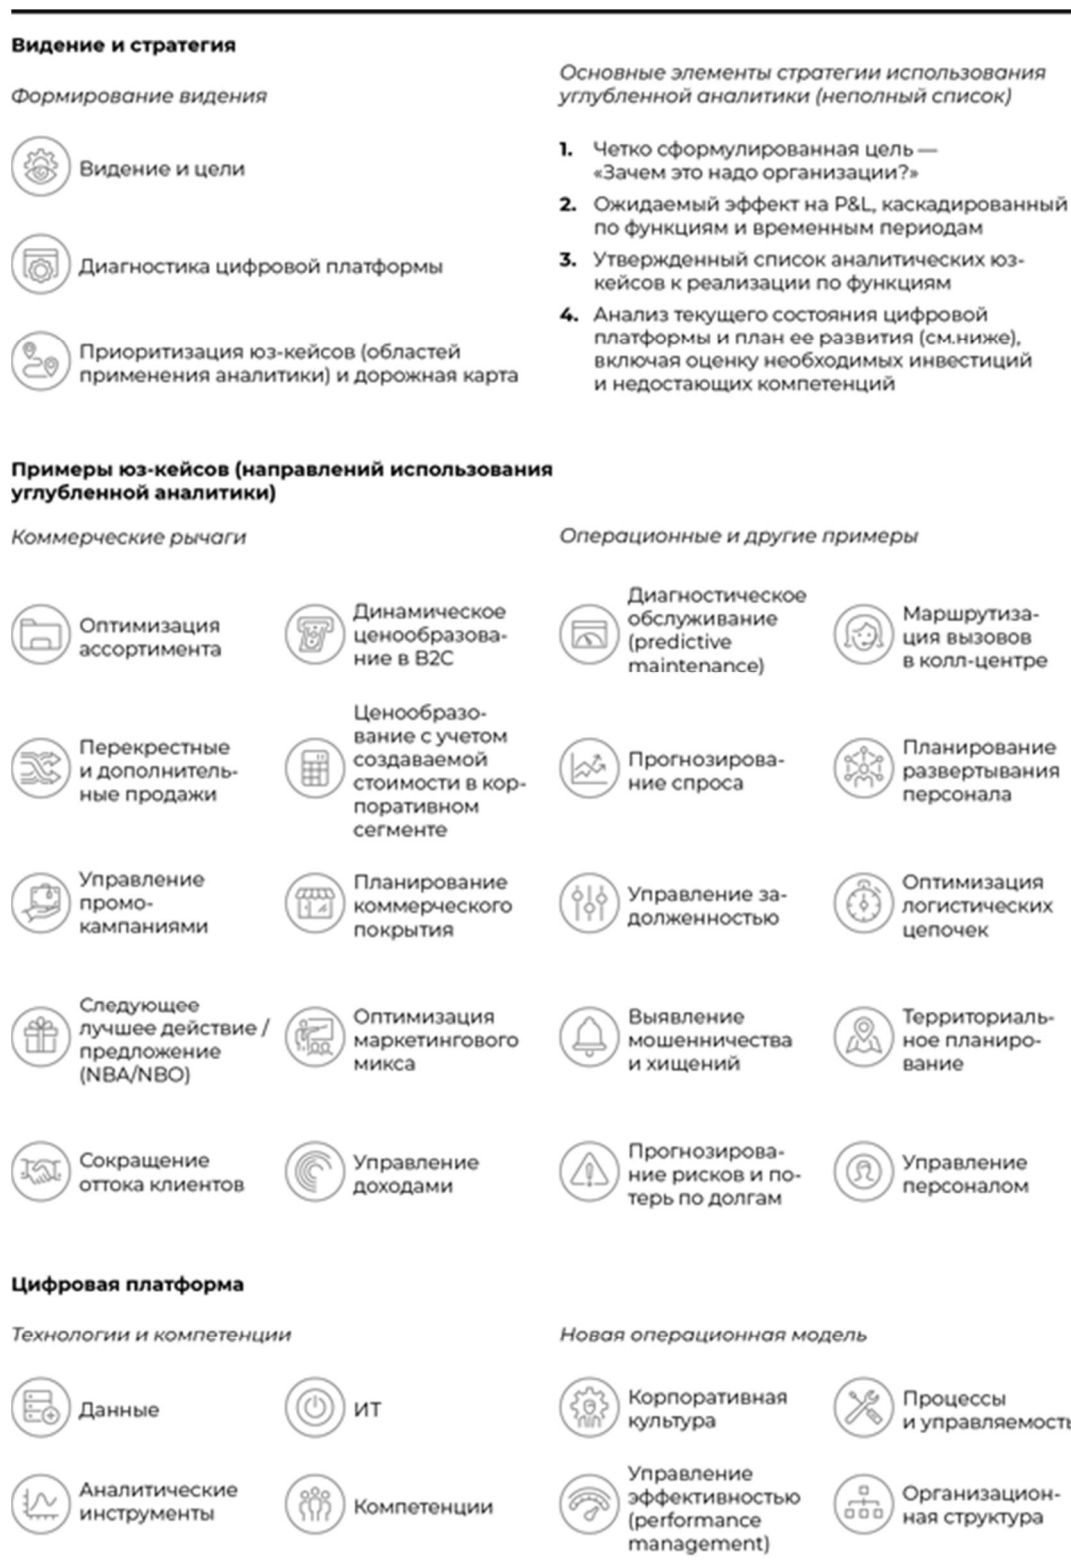 Видение и стратегия
Формирование видения
Видение и цели
Диагностика цифровой платформы
Приоритизация юз-кейсов (областей
применения аналитики) и дорожная карта
Основные элементы стратегии использования
углубленной аналитики (неполный список)
1. Четко сформулированная цель —
«Зачем это надо организации?»
2. Ожидаемый эффект на P&L, каскадированный
по функциям и временным периодам
3. Утвержденный список аналитических юз-
кейсов к реализации по функциям
4. Анализ текущего состояния цифровой
платформы и план ее развития (см.ниже),
включая оценку необходимых инвестиций
и недостающих компетенций
Примеры юз-кейсов (направлений использования
углубленной аналитики)
Коммерческие рычаги
Оптимизация
ассортимента
Динамическое
ценообразова-
ние в B2C
Перекрестные
и дополнитель-
ные продажи
Ценообразо-
вание с учетом
создаваемой
стоимости в кор-
поративном
сегменте
Управление
промо-
кампаниями
Планирование
коммерческого
покрытия
Следующее
лучшее действие /
предложение
(NBA/NBO)
Оптимизация
маркетингового
микса
Сокращение
оттока клиентов
Управление
доходами
Операционные и другие примеры
Диагностическое
обслуживание
(predictive
maintenance)
Маршрутиза-
ция вызовов
в колл-центре
Прогнозирова-
ние спроса
Планирование
развертывания
персонала
Управление за-
долженностью
Оптимизация
логистических
цепочек
Выявление
мошенничества
и хищений
Территориаль-
ное планиро-
вание
Прогнозирова-
ние рисков и по-
терь по долгам
Управление
персоналом
Цифровая платформа
Технологии и компетенции
Данные
ИТ
Аналитические
инструменты
Компетенции
Новая операционная модель
Корпоративная
культура
Процессы
и управляемость
Управление
эффективностью
(performance
management)
Организацион-
ная структура